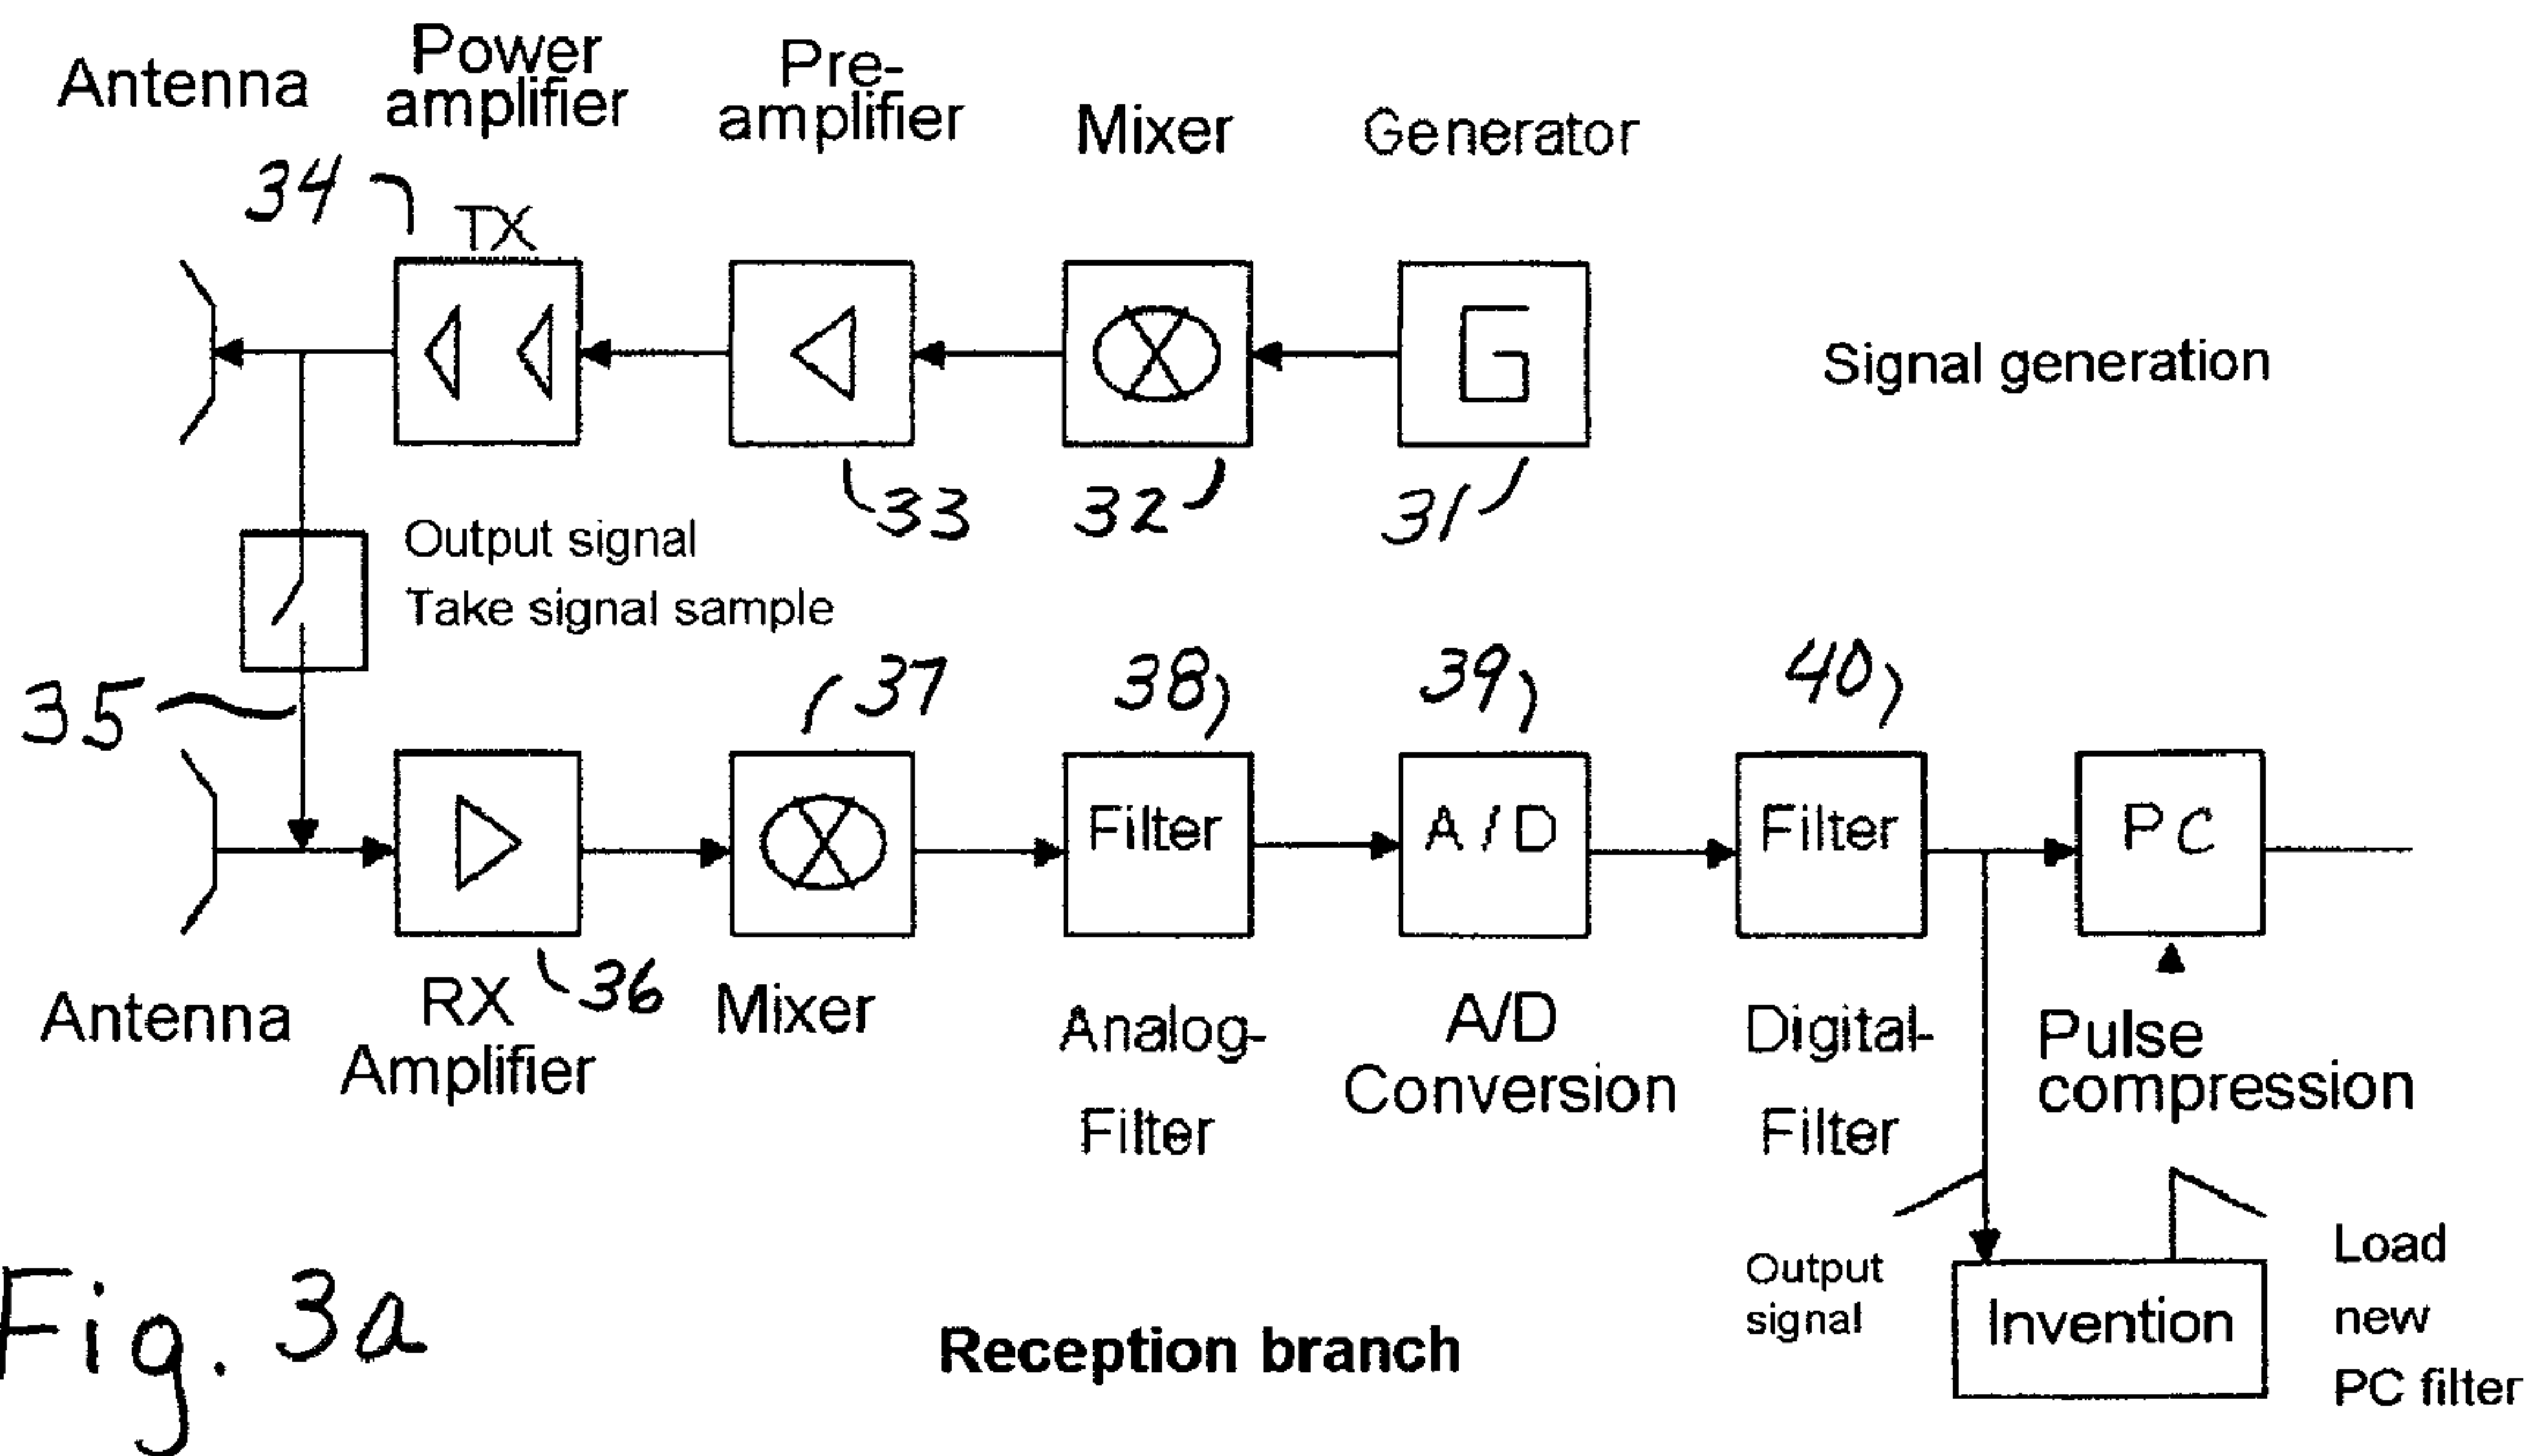 Antenna
Power
amplifier
Pre-
amplifier
Mixer
Generator
34
TX
G
Signal generation
33
32
31
Output signal
Take signal sample
35
37
38
39
40
Filter
A / D
Filter
PC
36
Antenna
RX
Amplifier
Mixer
Analog-
Filter
A/D
Conversion
Digital-
Filter
Pulse
compression
Output
signal
Invention
Load
new
PC filter
Fig. 3a
Reception branch